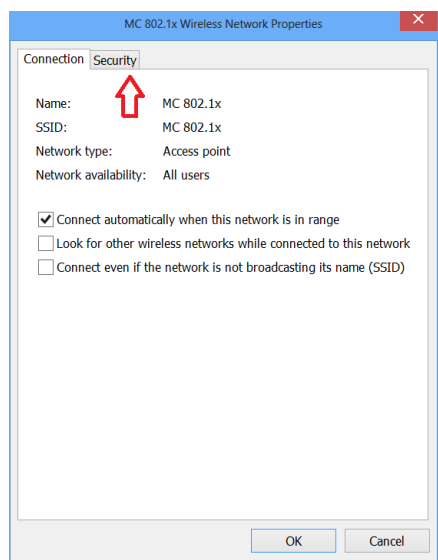 MC 802.1x Wireless Network Properties
Connection Security
Name: MC 802.1x
SSID: MC 802.1x
Network type: Access point
Network availability: All users
Connect automatically when this network is in range
Look for other wireless networks while connected to this network
Connect even if the network is not broadcasting its name (SSID)
OK Cancel